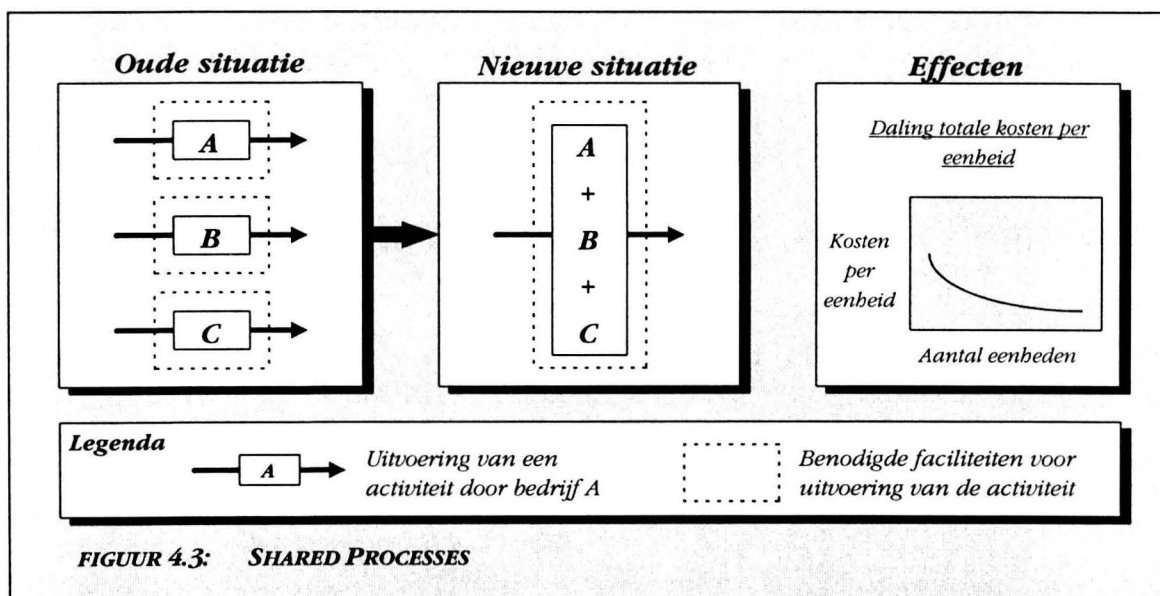 Oude situatie
Nieuwe situatie
Effecten
A
B
C
A
+
B
+
C
Daling totale kosten per
eenheid
Kosten
per
eenheid
Aantal eenheden
Legenda
A
Uitvoering van een
activiteit door bedrijf A
Benodigde faciliteiten voor
uitvoering van de activiteit
FIGUUR 4.3: SHARED PROCESSES